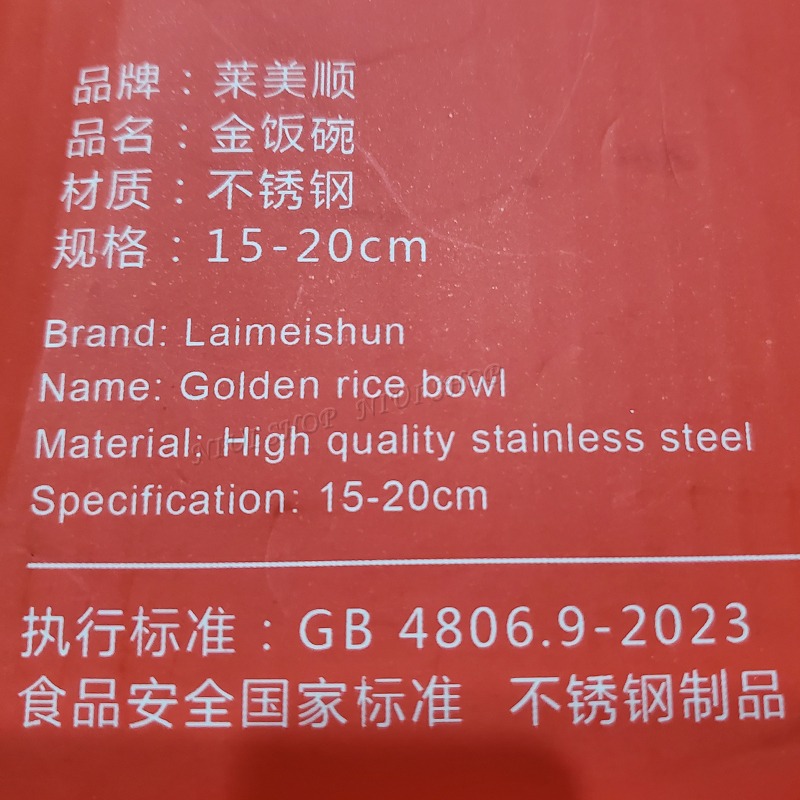 品牌：莱美顺
品名：金饭碗
材质：不锈钢
规格：15-20cm
Brand: Laimeishun
Name: Golden rice bowl
Material: High quality stainless steel
Specification: 15-20cm
执行标准：GB 4806.9-2023
食品安全国家标准 不锈钢制品